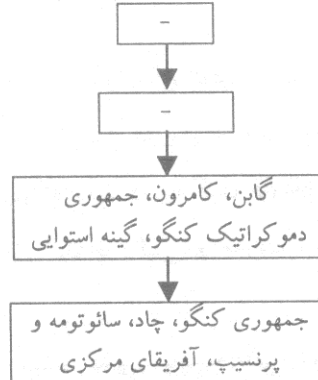 –
–
گابن، کامرون، جمهوری
دموکراتیک کنگو، گینه استوایی
جمهوری کنگو، چاد، سائوتومه و
پرنسیپ، آفریقای مرکزی